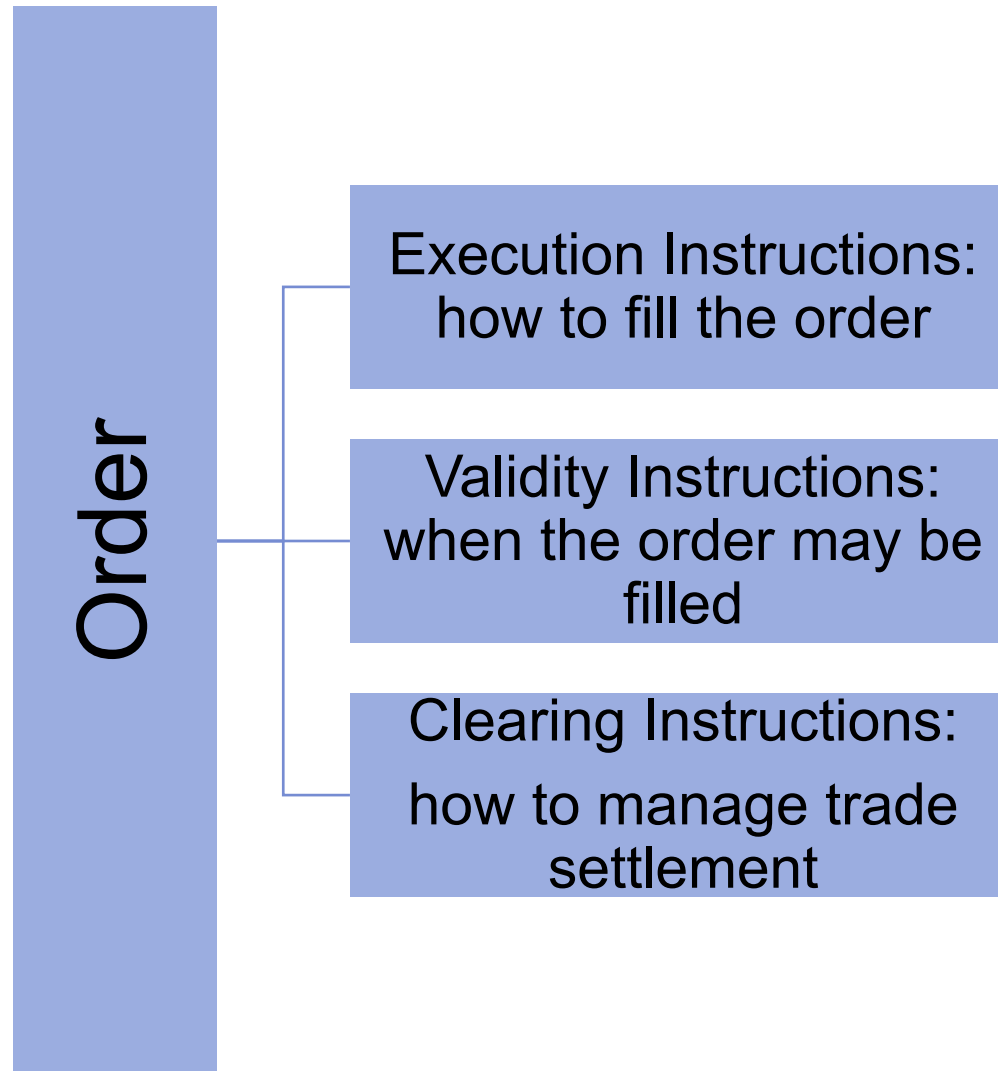 Order
Execution Instructions:
how to fill the order
Validity Instructions:
when the order may be
filled
Clearing Instructions:
how to manage trade
settlement